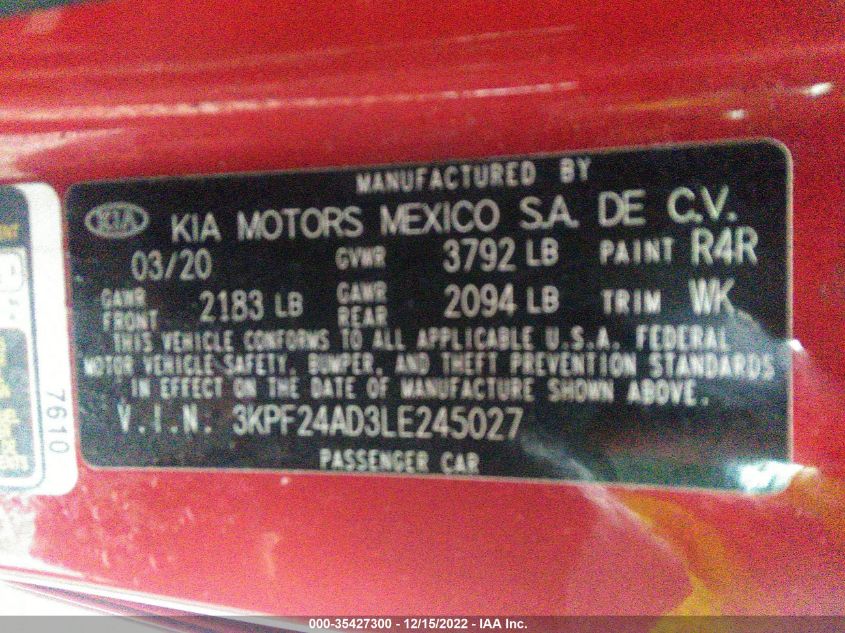 MANUFACTURED BY
KIA KIA MOTORS MEXICO S.A. DE C.V.
03/20 GVWR 3792 LB PAINT R4R
GAWR FRONT 2183 LB GAWR REAR 2094 LB TRIM WK
THIS VEHICLE CONFORMS TO ALL APPLICABLE U.S.A. FEDERAL
MOTOR VEHICLE SAFETY, BUMPER, AND THEFT PREVENTION STANDARDS
IN EFFECT ON THE DATE OF MANUFACTURE SHOWN ABOVE.
V.I.N. 3KPF24AD3LE245027
PASSENGER CAR
7610
000-35427300 - 12/15/2022 - IAA Inc.